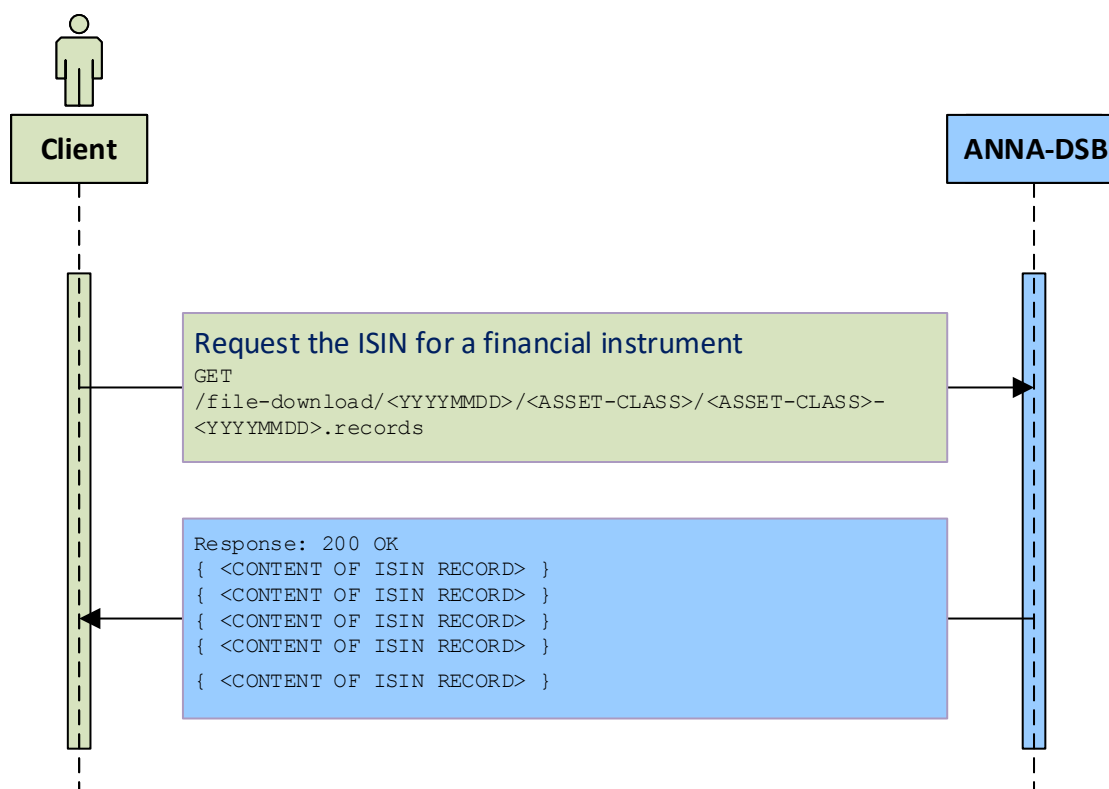 Client
ANNA-DSB
Request the ISIN for a financial instrument
GET
/file-download/<YYYYMMDD>/<ASSET-CLASS>/<ASSET-CLASS>-
<YYYYMMDD>.records
Response: 200 OK
{ <CONTENT OF ISIN RECORD> }
{ <CONTENT OF ISIN RECORD> }
{ <CONTENT OF ISIN RECORD> }
{ <CONTENT OF ISIN RECORD> }
{ <CONTENT OF ISIN RECORD> }